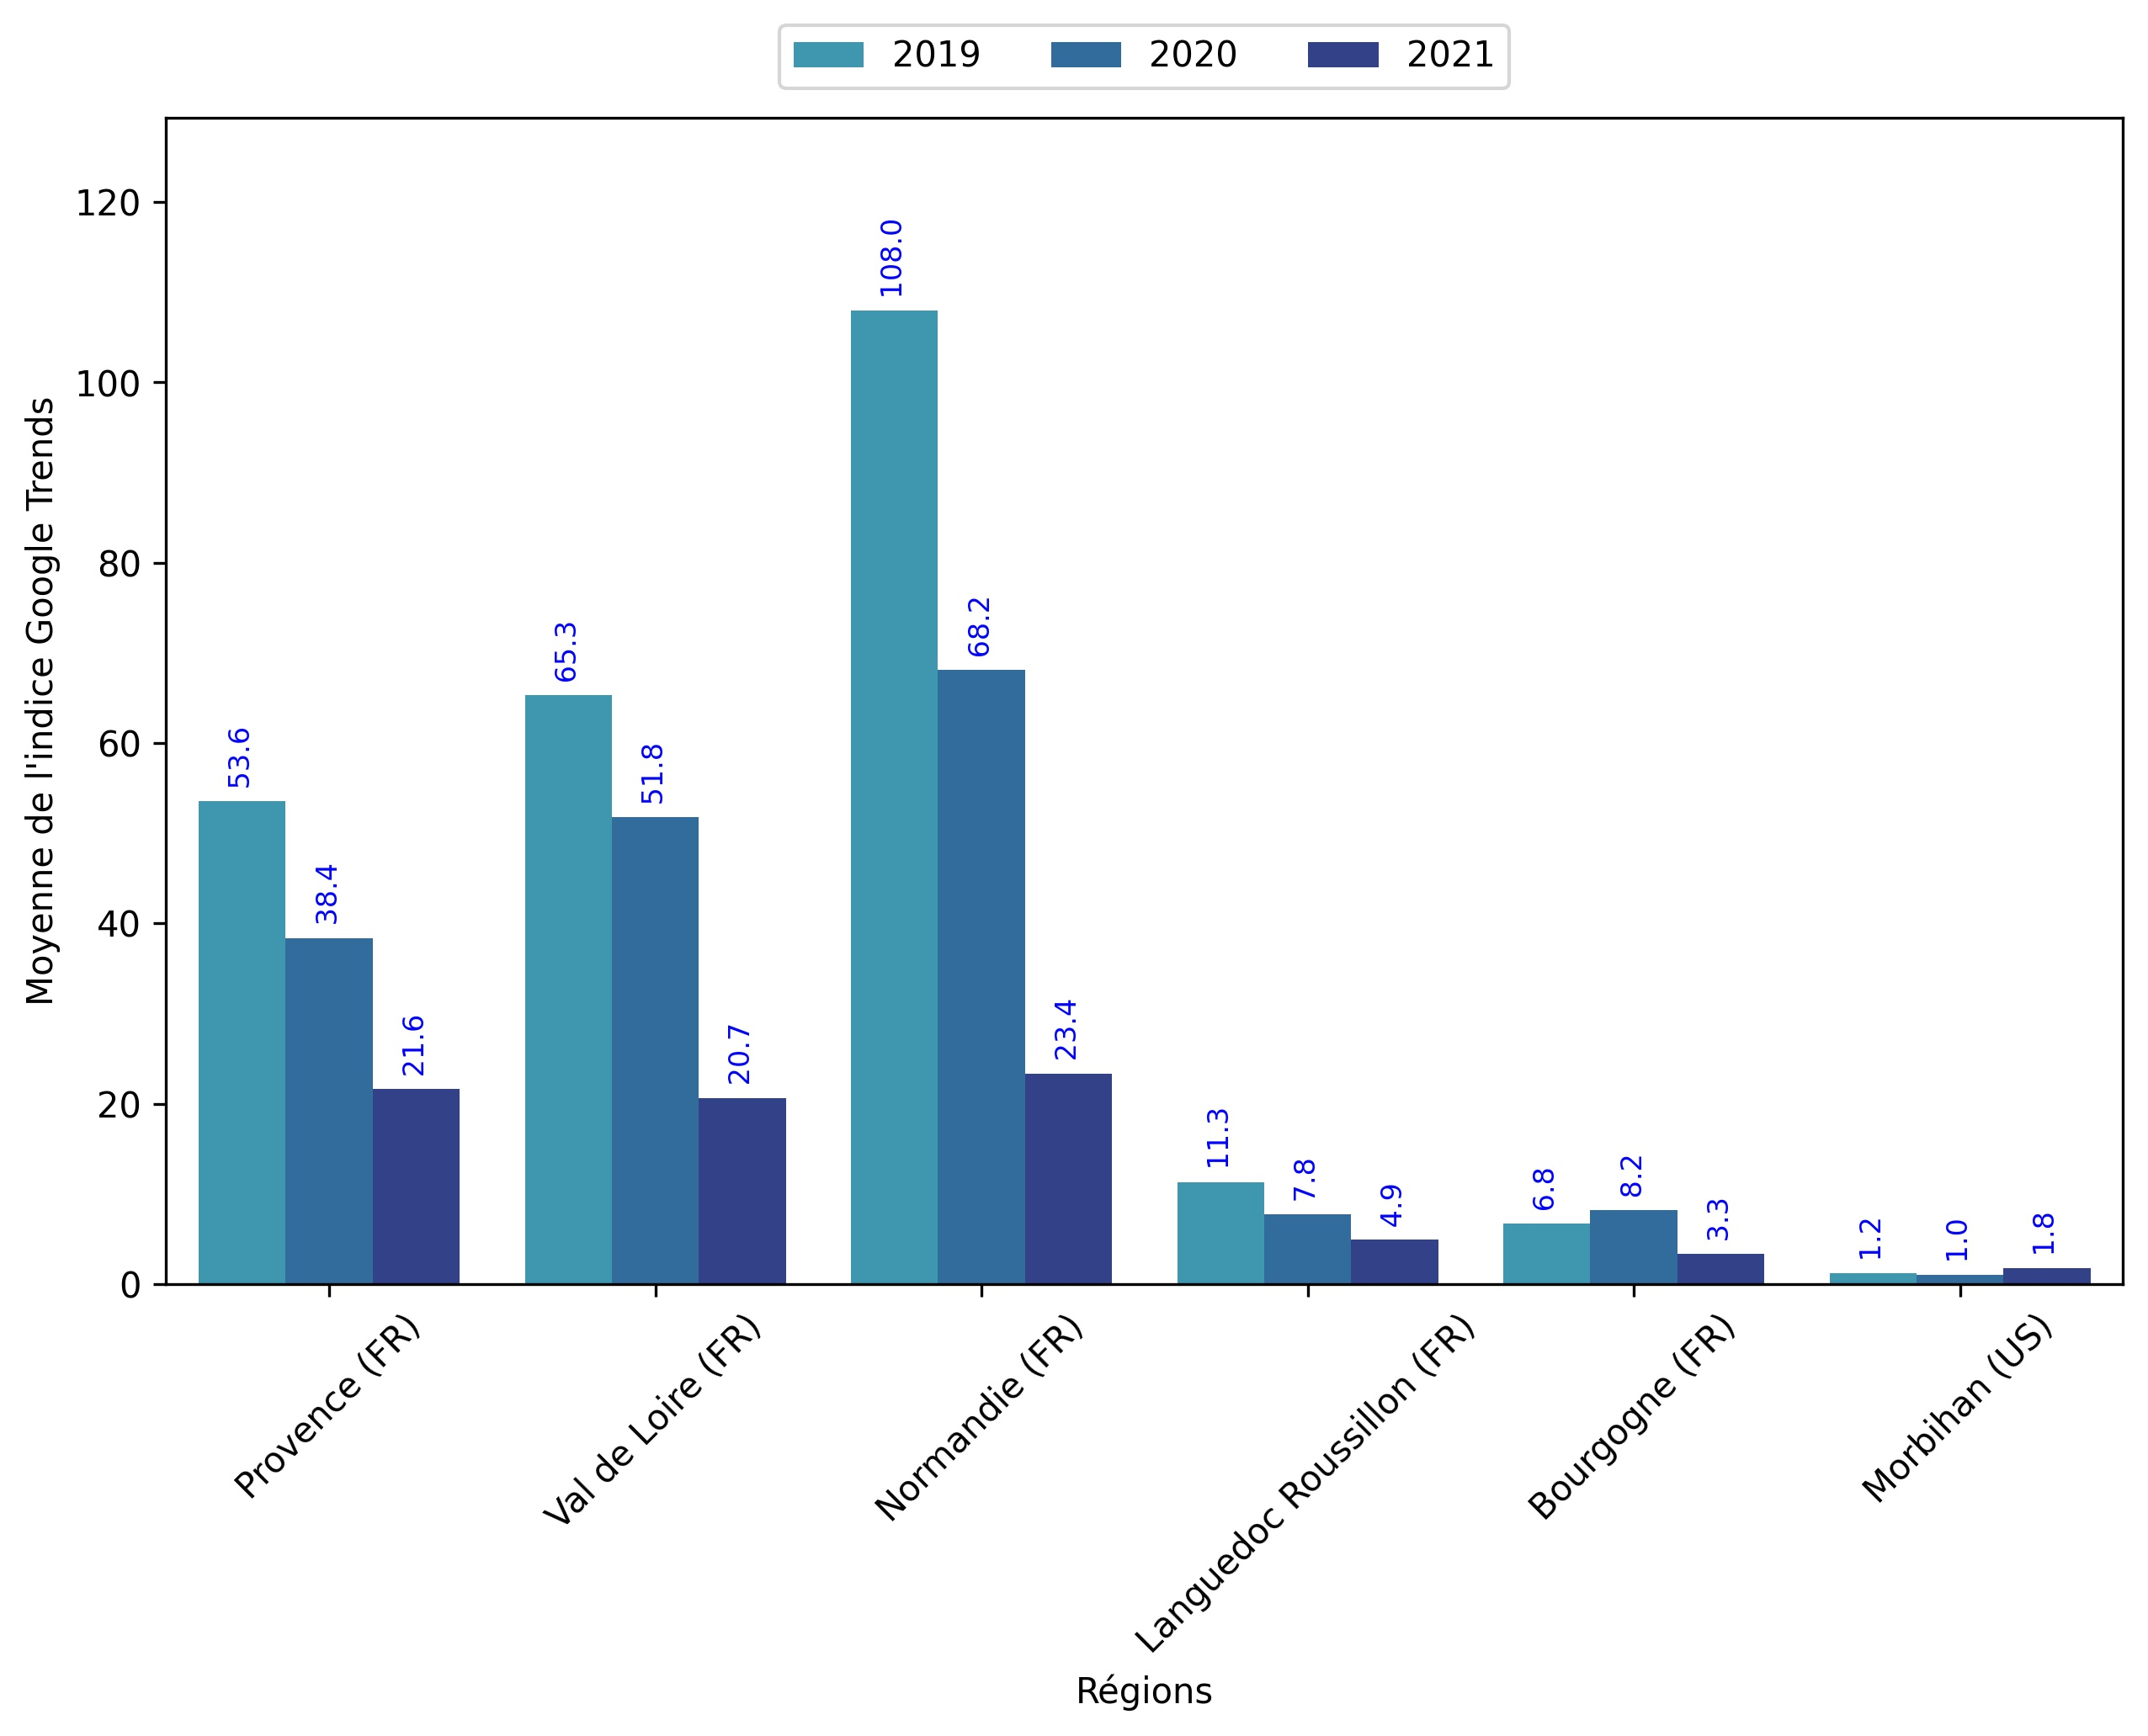 2019 2020 2021
Moyenne de l'indice Google Trends
120
100
80
60
40
20
0
53.6 38.4 21.6
65.3 51.8 20.7
108.0 68.2 23.4
11.3 7.8 4.9
6.8 8.2 3.3
1.2 1.0 1.8
Provence (FR)
Val de Loire (FR)
Normandie (FR)
Languedoc Roussillon (FR)
Bourgogne (FR)
Morbihan (US)
Régions